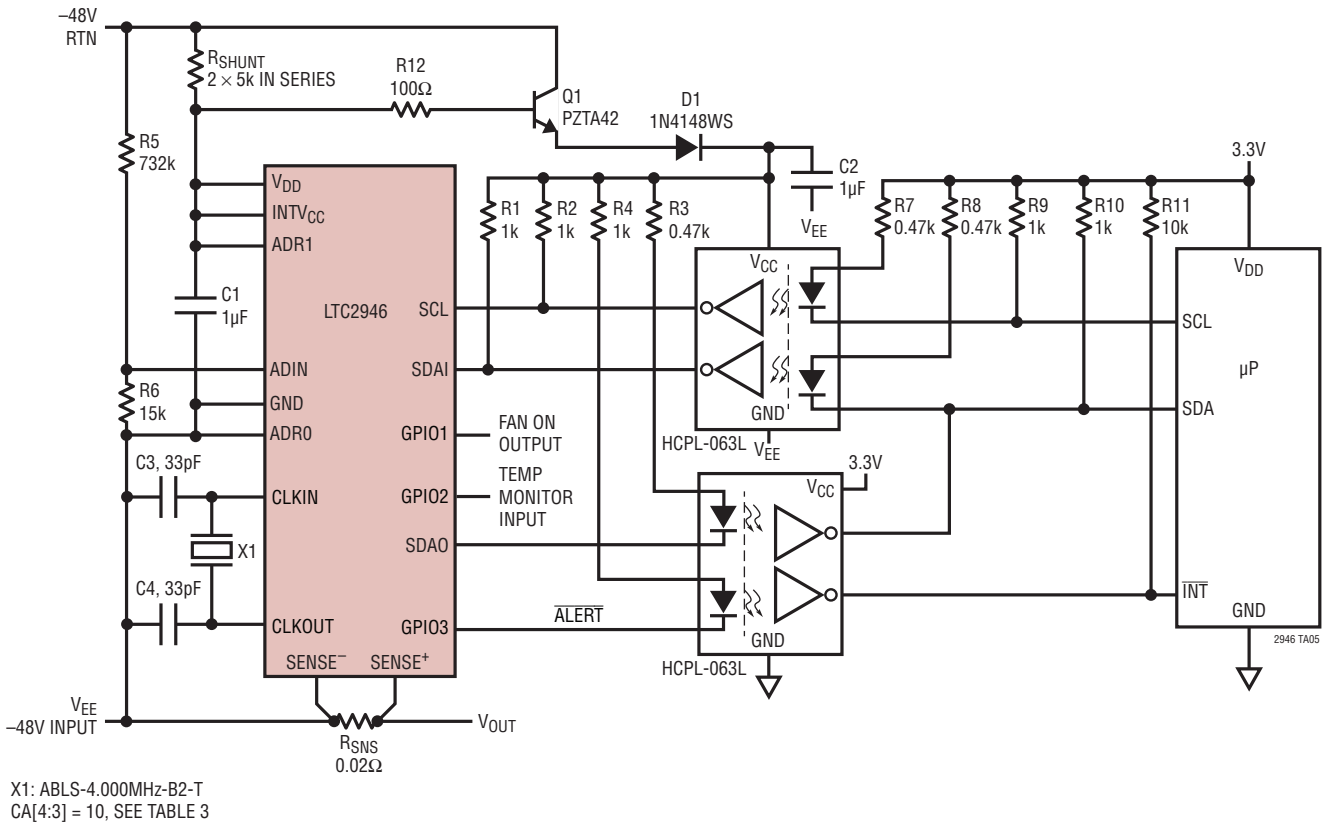 –48V
RTN
RSHUNT
2 × 5k IN SERIES
R12
100Ω
Q1
PZTA42
D1
1N4148WS
C2
1µF
VEE
3.3V
R5
732k
VDD
INTVCC
ADR1
LTC2946
SCL
SDAI
C1
1µF
ADIN
GND
ADR0
R6
15k
GPIO1
FAN ON
OUTPUT
GPIO2
TEMP
MONITOR
INPUT
SDAO
GPIO3
ALERT
C3, 33pF
CLKIN
X1
C4, 33pF
CLKOUT
SENSE–
SENSE+
R1
1k
R2
1k
R4
1k
R3
0.47k
VCC
GND
HCPL-063L
VEE
R7
0.47k
R8
0.47k
R9
1k
R10
1k
R11
10k
VDD
SCL
µP
SDA
INT
GND
3.3V
VCC
GND
HCPL-063L
2946 TA05
VEE
–48V INPUT
RSNS
0.02Ω
VOUT
X1: ABLS-4.000MHz-B2-T
CA[4:3] = 10, SEE TABLE 3